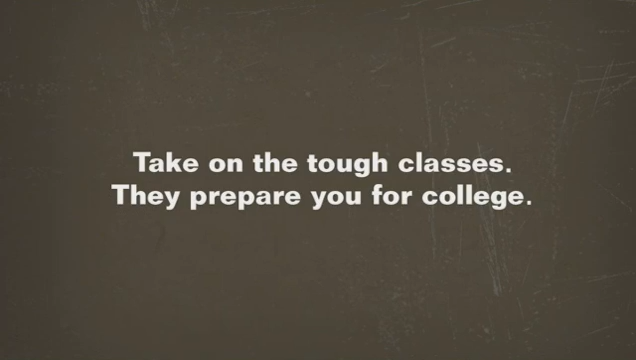 Take on the tough classes.
They prepare you for college.